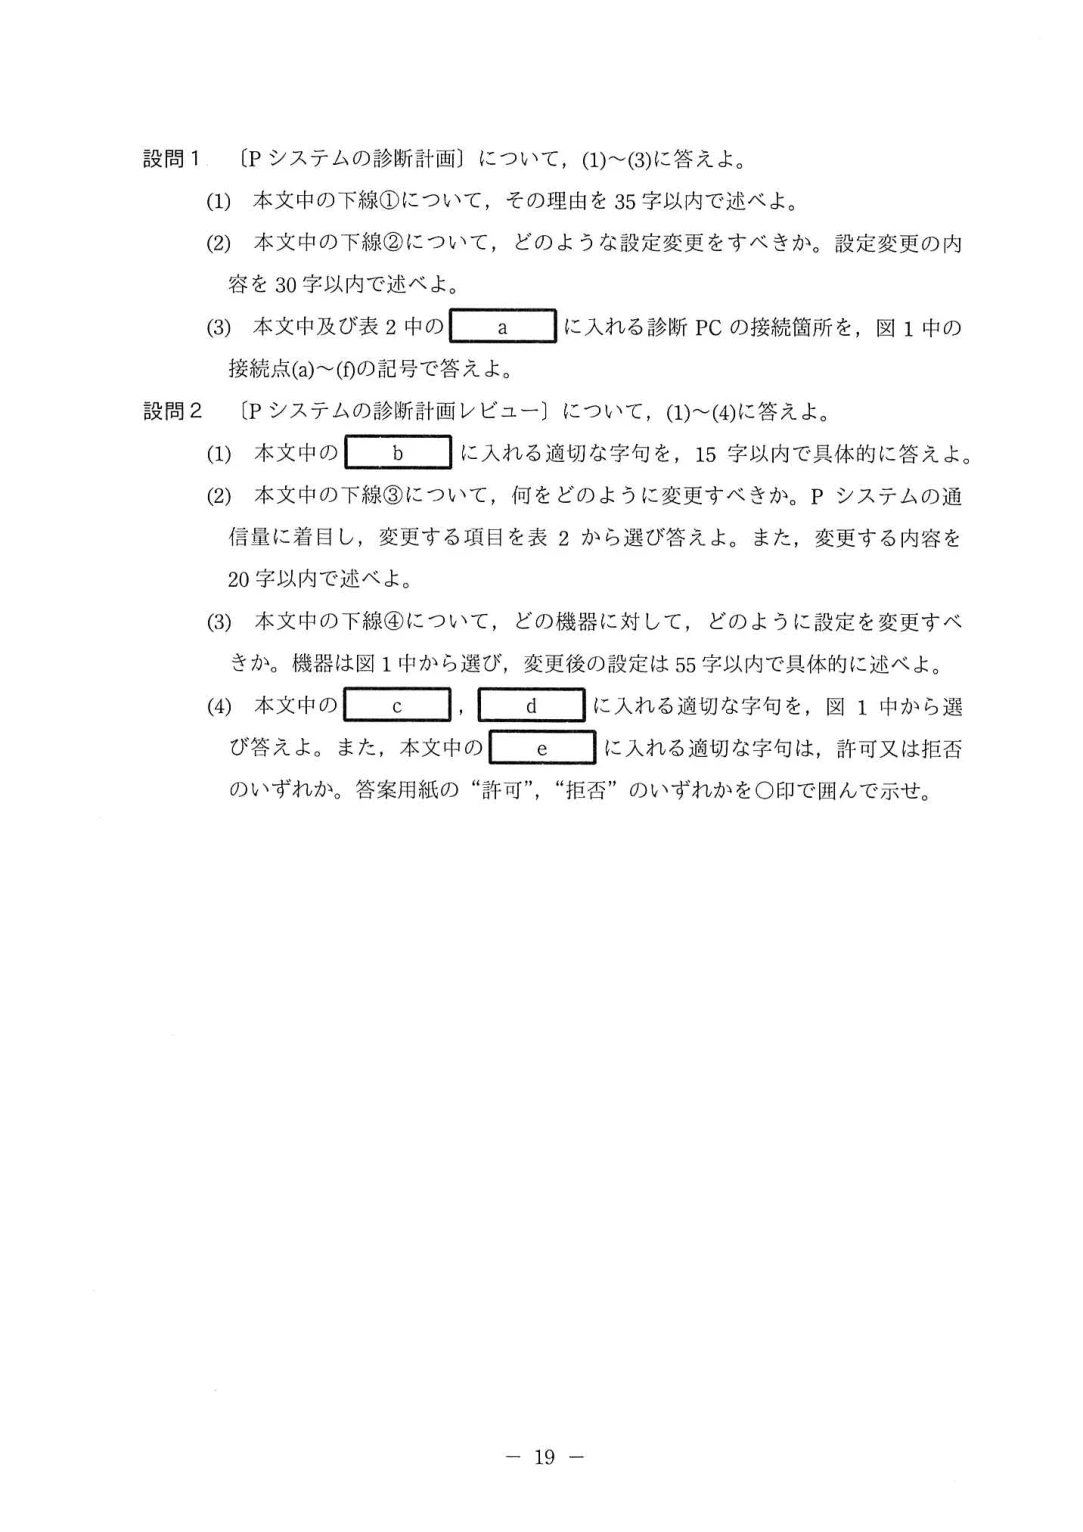 設問1　〔P システムの診断計画〕について，(1)～(3)に答えよ。
(1)　本文中の下線①について，その理由を 35 字以内で述べよ。
(2)　本文中の下線②について，どのような設定変更をすべきか。設定変更の内
容を 30 字以内で述べよ。
(3)　本文中及び表 2 中の　a　に入れる診断 PC の接続箇所を，図 1 中の
接続点(a)～(f)の記号で答えよ。
設問2　〔P システムの診断計画レビュー〕について，(1)～(4)に答えよ。
(1)　本文中の　b　に入れる適切な字句を，15 字以内で具体的に答えよ。
(2)　本文中の下線③について，何をどのように変更すべきか。P システムの通
信量に着目し，変更する項目を表 2 から選び答えよ。また，変更する内容を
20 字以内で述べよ。
(3)　本文中の下線④について，どの機器に対して，どのように設定を変更すべ
きか。機器は図 1 中から選び，変更後の設定は 55 字以内で具体的に述べよ。
(4)　本文中の　c　，　d　に入れる適切な字句を，図 1 中から選
び答えよ。また，本文中の　e　に入れる適切な字句は，許可又は拒否
のいずれか。答案用紙の“許可”，“拒否”のいずれかを○印で囲んで示せ。
－ 19 －